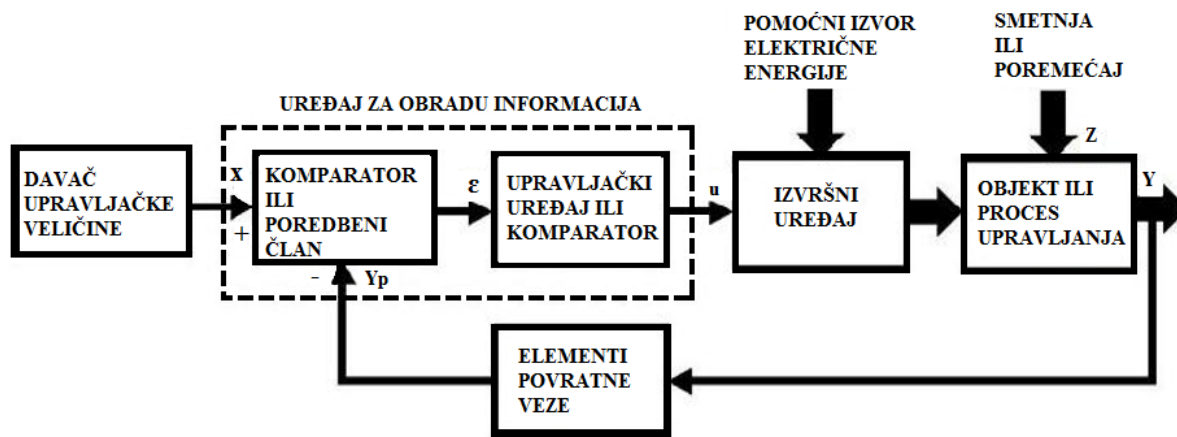 POMOĆNI IZVOR
ELEKTRIČNE
ENERGIJE
SMETNJA
ILI
POREMEĆAJ
UREĐAJ ZA OBRADU INFORMACIJA
DAVAČ
UPRAVLJAČKE
VELIČINE
X
+
KOMPARATOR
ILI
POREDBENI
ČLAN
-
Yp
ε
UPRAVLJAČKI
UREĐAJ ILI
KOMPARATOR
u
IZVRŠNI
UREĐAJ
Z
OBJEKT ILI
PROCES
UPRAVLJANJA
Y
ELEMENTI
POVRATNE
VEZE